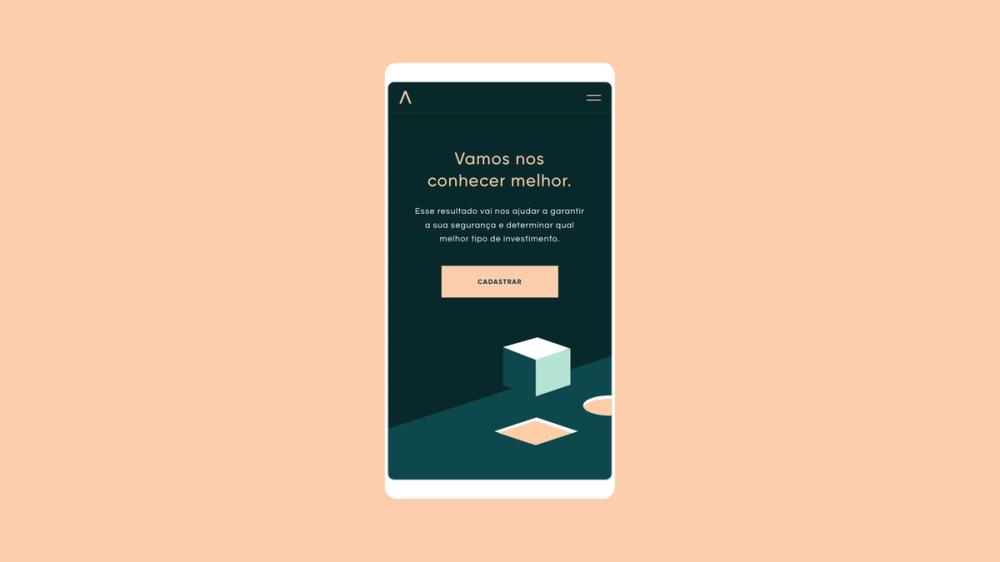 Vamos nos
conhecer melhor.
Esse resultado vai nos ajudar a garantir
a sua segurança e determinar qual
melhor tipo de investimento.
CADASTRAR